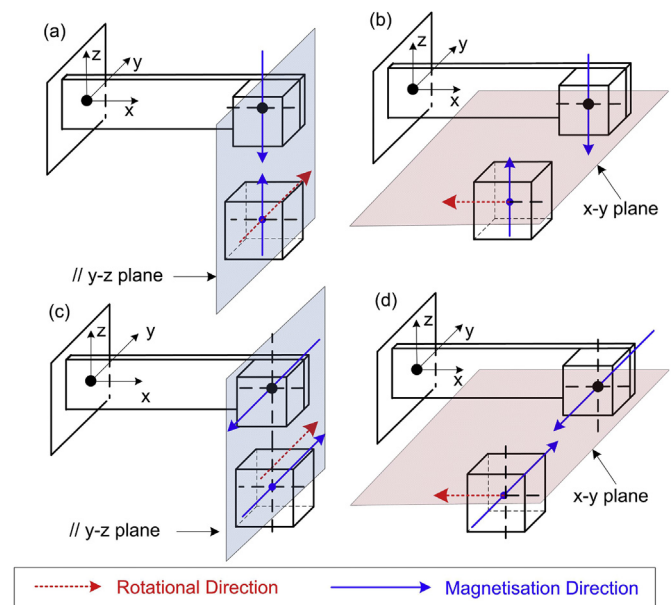 (a)
z
y
x
// y-z plane
(b)
z
y
x
x-y plane
(c)
z
y
x
// y-z plane
(d)
z
y
x
x-y plane
Rotational Direction
Magnetisation Direction